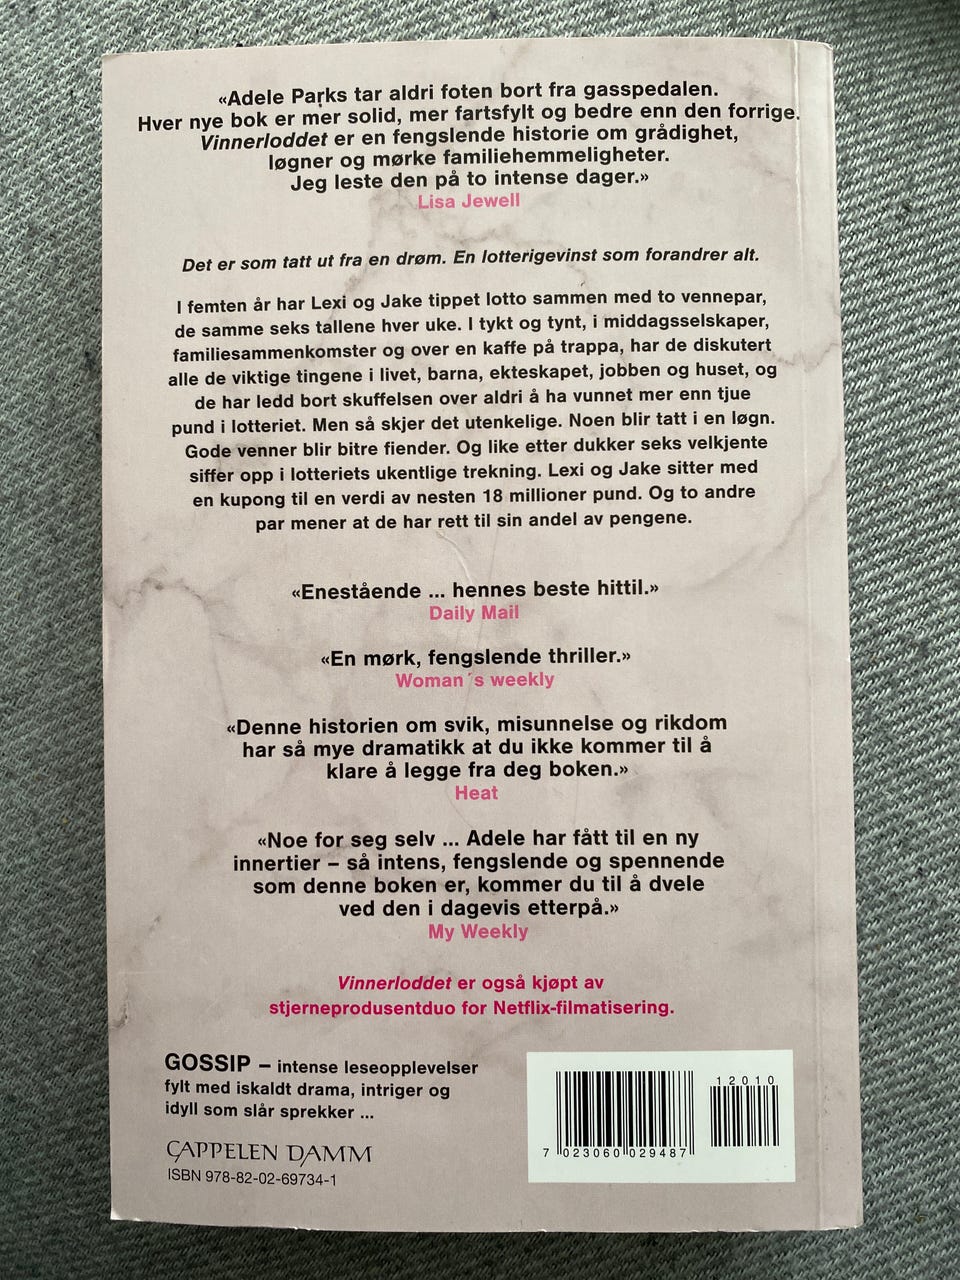 «Adele Parks tar aldri foten bort fra gasspedalen.
Hver nye bok er mer solid, mer fartsfylt og bedre enn den forrige.
Vinnerloddet er en fengslende historie om grådighet,
løgner og mørke familiehemmeligheter.
Jeg leste den på to intense dager.»
Lisa Jewell
Det er som tatt ut fra en drøm. En lotterigevinst som forandrer alt.
I femten år har Lexi og Jake tippet lotto sammen med to vennepar,
de samme seks tallene hver uke. I tykt og tynt, i middagsselskaper,
familiesammenkomster og over en kaffe på trappa, har de diskutert
alle de viktige tingene i livet, barna, ekteskapet, jobben og huset, og
de har ledd bort skuffelsen over aldri å ha vunnet mer enn tjue
pund i lotteriet. Men så skjer det utenkelige. Noen blir tatt i en løgn.
Gode venner blir bitre fiender. Og like etter dukker seks velkjente
siffer opp i lotteriets ukentlige trekning. Lexi og Jake sitter med
en kupong til en verdi av nesten 18 millioner pund. Og to andre
par mener at de har rett til sin andel av pengene.
«Enestående ... hennes beste hittil.»
Daily Mail
«En mørk, fengslende thriller.»
Woman´s weekly
«Denne historien om svik, misunnelse og rikdom
har så mye dramatikk at du ikke kommer til å
klare å legge fra deg boken.»
Heat
«Noe for seg selv ... Adele har fått til en ny
innertier – så intens, fengslende og spennende
som denne boken er, kommer du til å dvele
ved den i dagevis etterpå.»
My Weekly
Vinnerloddet er også kjøpt av
stjerneprodusentduo for Netflix-filmatisering.
GOSSIP – intense leseopplevelser
fylt med iskaldt drama, intriger og
idyll som slår sprekker ...
CAPPELEN DAMM
ISBN 978-82-02-69734-1
12010
7 023060 029487